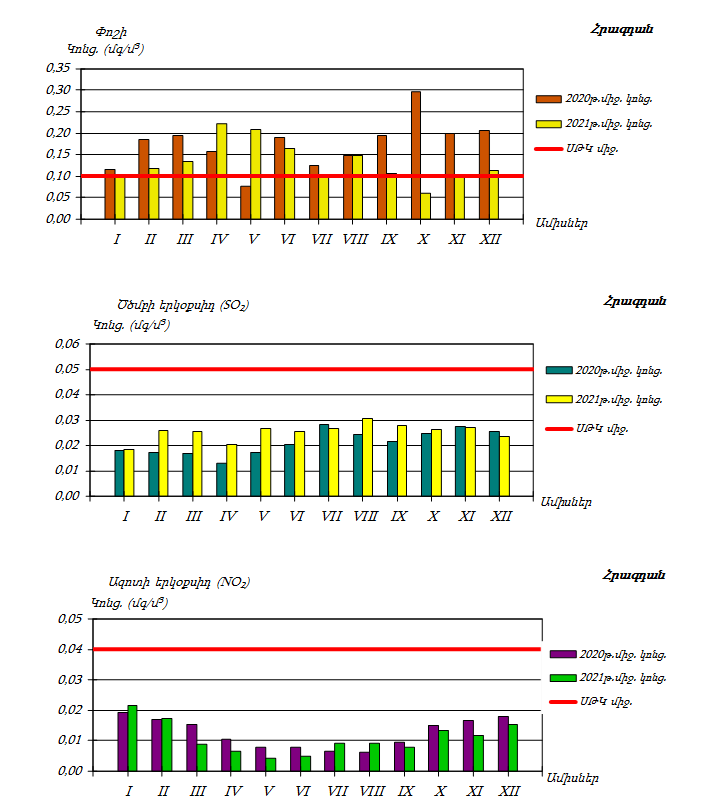 Փոշի
Հրազդան
Կոնց. (մգ/մ³)
0,35
0,30
0,25
0,20
0,15
0,10
0,05
0,00
2020թ.միջ. կոնց.
2021թ.միջ. կոնց.
ՍԹԿ միջ.
I II III IV V VI VII VIII IX X XI XII
Ամիսներ
Ծծմբի երկօքսիդ (SO₂)
Հրազդան
Կոնց. (մգ/մ³)
0,06
0,05
0,04
0,03
0,02
0,01
0,00
2020թ.միջ. կոնց.
2021թ.միջ. կոնց.
ՍԹԿ միջ.
I II III IV V VI VII VIII IX X XI XII
Ամիսներ
Ազոտի երկօքսիդ (NO₂)
Հրազդան
Կոնց. (մգ/մ³)
0,05
0,04
0,03
0,02
0,01
0,00
2020թ.միջ. կոնց.
2021թ.միջ. կոնց.
ՍԹԿ միջ.
I II III IV V VI VII VIII IX X XI XII
Ամիսներ